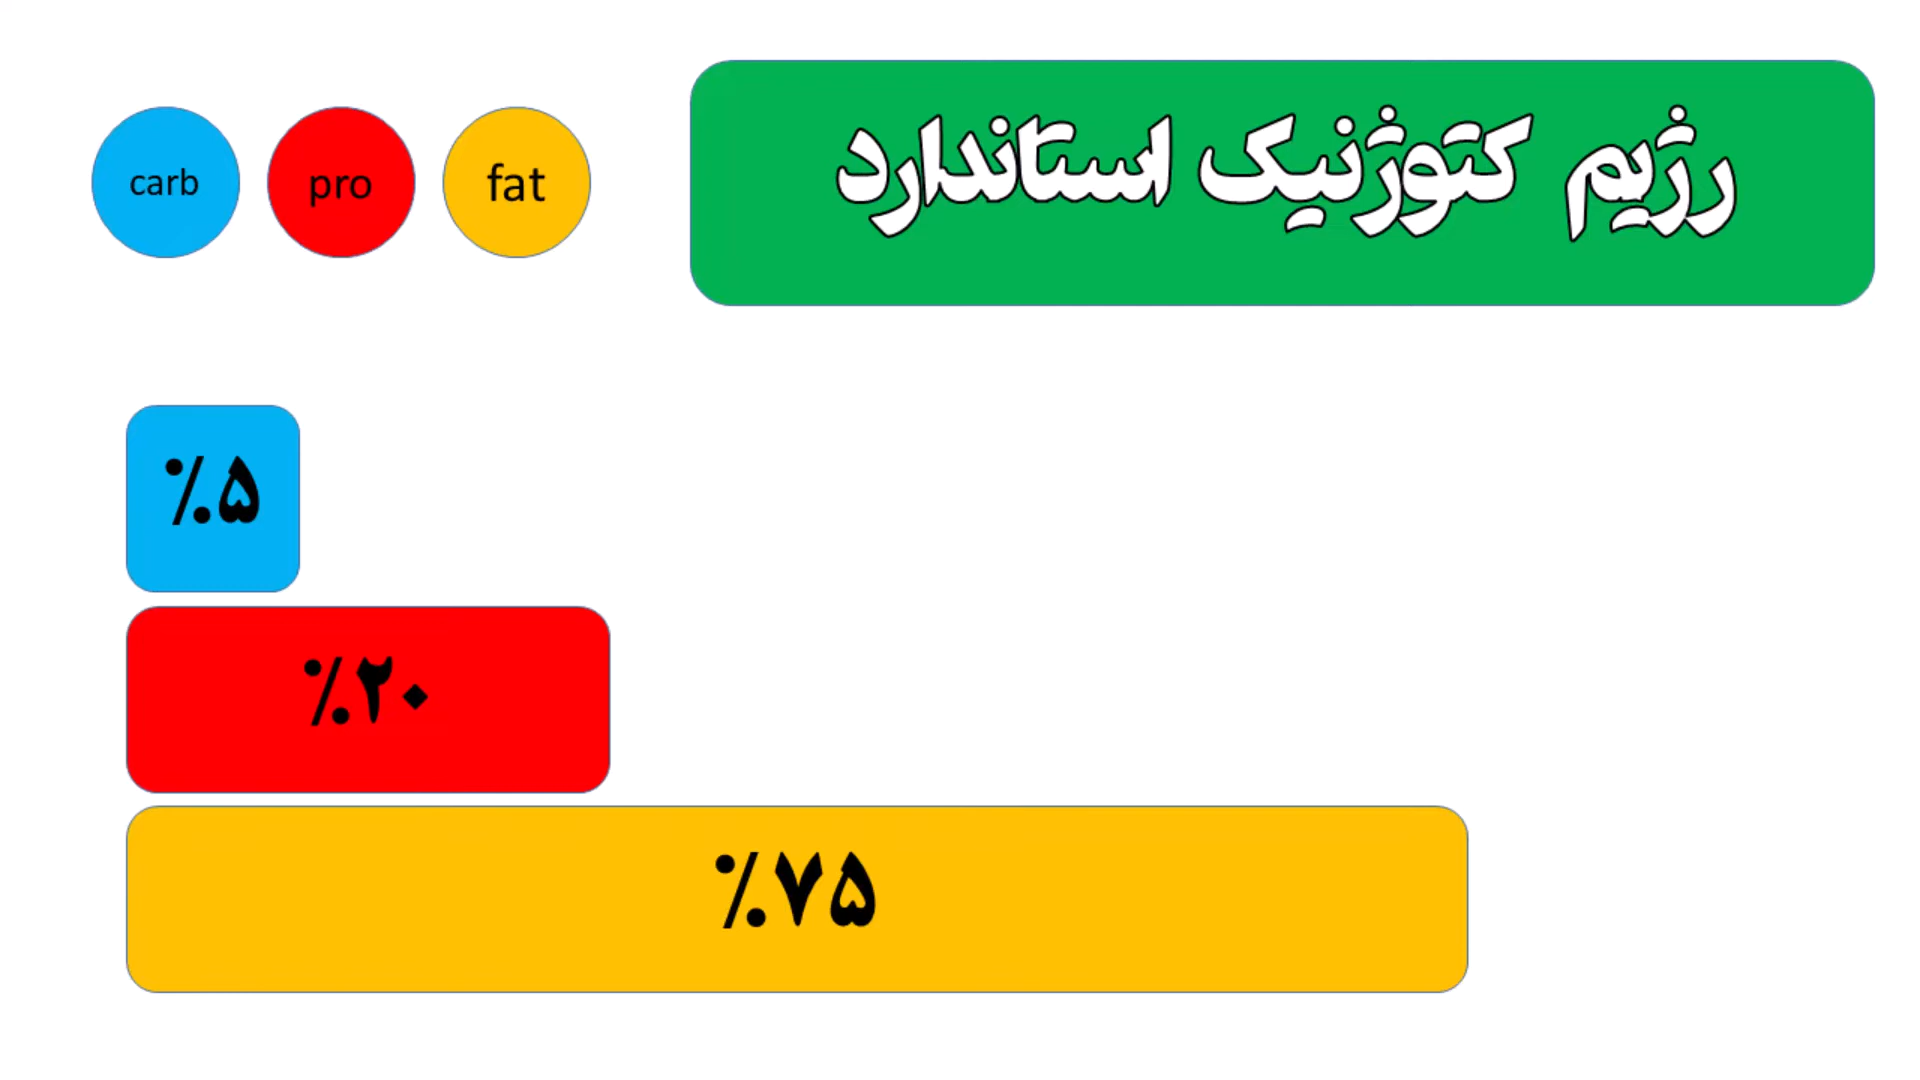 رژیم کتوژنیک استاندارد
carb pro fat
٪۵
٪۲۰
٪۷۵